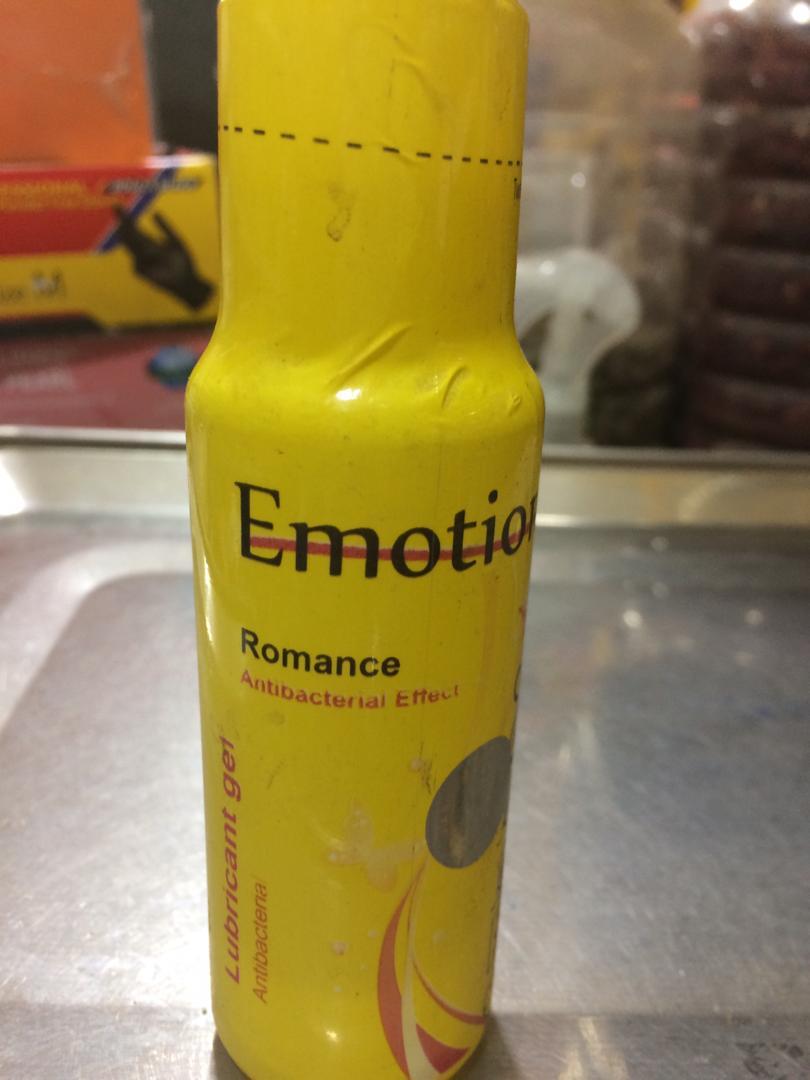 Emotion
Romance
Antibacterial Effect
Lubricant gel
Antibacterial